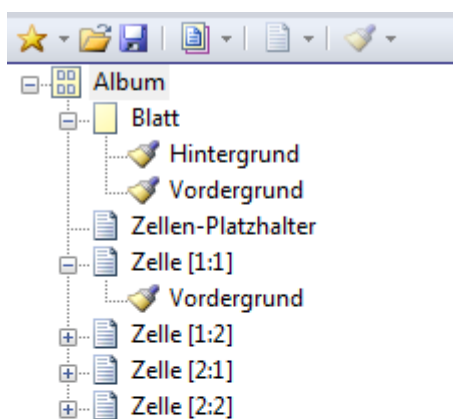 Album
Blatt
Hintergrund
Vordergrund
Zellen-Platzhalter
Zelle [1:1]
Vordergrund
Zelle [1:2]
Zelle [2:1]
Zelle [2:2]